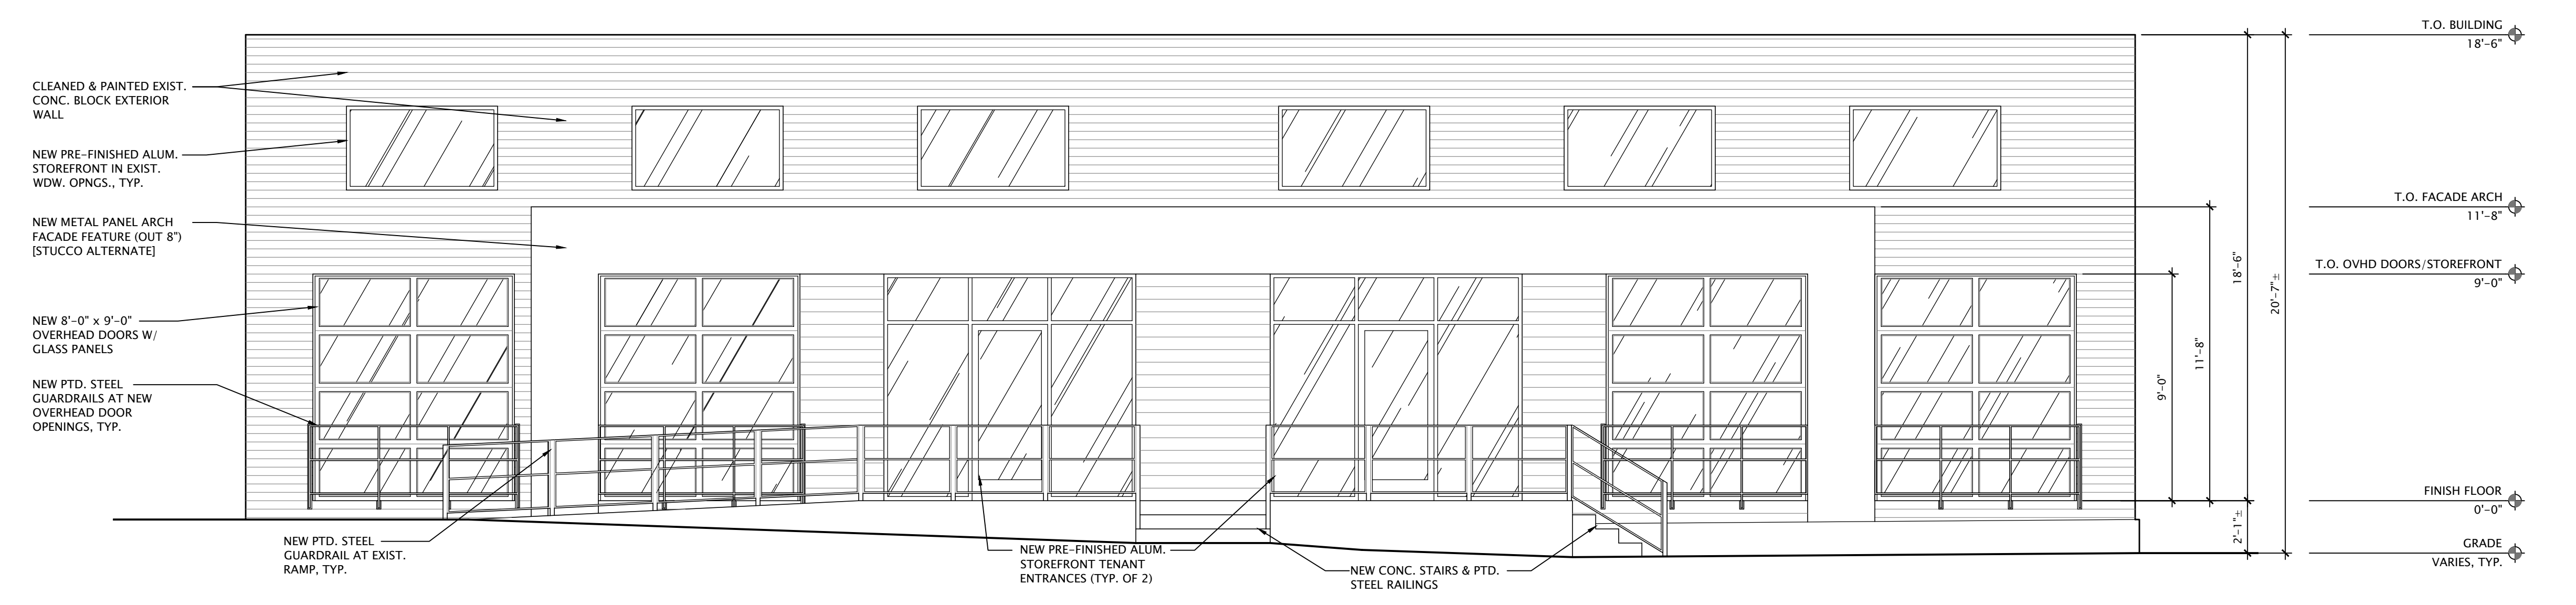 CLEANED & PAINTED EXIST.
CONC. BLOCK EXTERIOR
WALL
NEW PRE-FINISHED ALUM.
STOREFRONT IN EXIST.
WDW. OPNGS., TYP.
NEW METAL PANEL ARCH
FACADE FEATURE (OUT 8")
[STUCCO ALTERNATE]
NEW 8'-0" x 9'-0"
OVERHEAD DOORS W/
GLASS PANELS
NEW PTD. STEEL
GUARDRAILS AT NEW
OVERHEAD DOOR
OPENINGS, TYP.
NEW PTD. STEEL
GUARDRAIL AT EXIST.
RAMP, TYP.
NEW PRE-FINISHED ALUM.
STOREFRONT TENANT
ENTRANCES (TYP. OF 2)
NEW CONC. STAIRS & PTD.
STEEL RAILINGS
9'-0"
11'-8"
18'-6"
2'-1"±
20'-7"±
T.O. BUILDING
18'-6"
T.O. FACADE ARCH
11'-8"
T.O. OVHD DOORS/STOREFRONT
9'-0"
FINISH FLOOR
0'-0"
GRADE
VARIES, TYP.